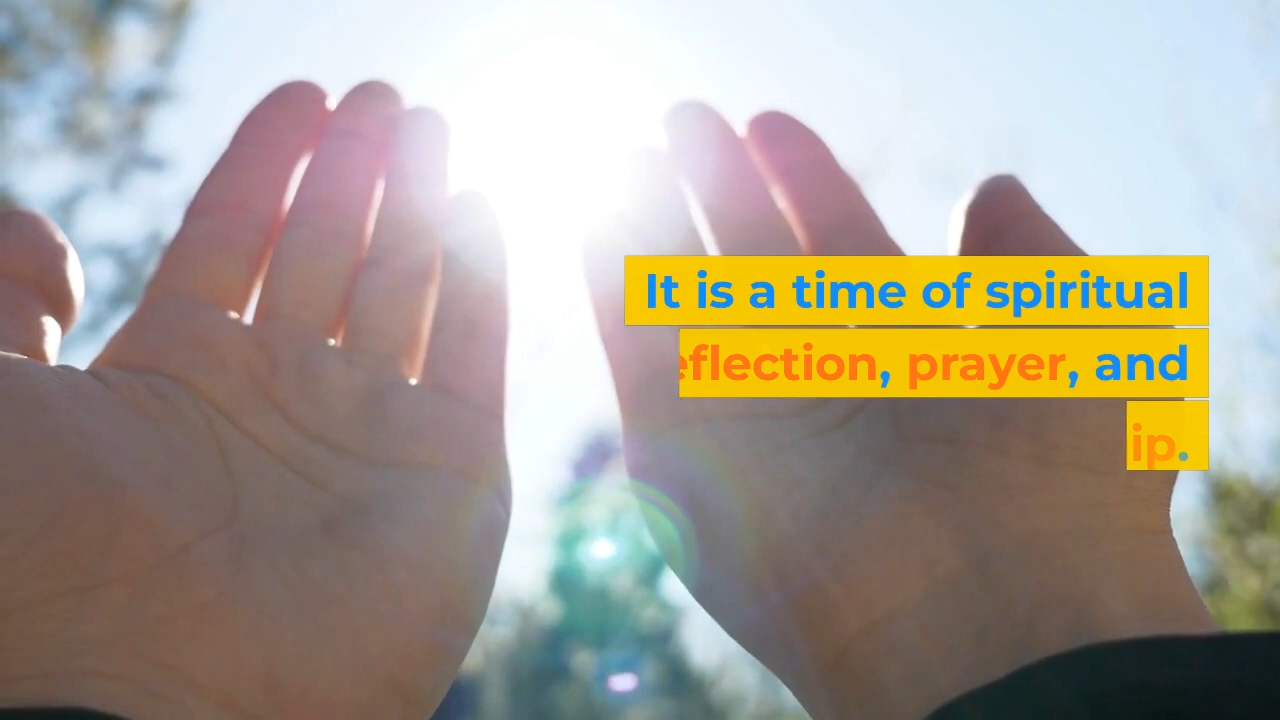 It is a time of spiritual
eflection, prayer, and
ip.